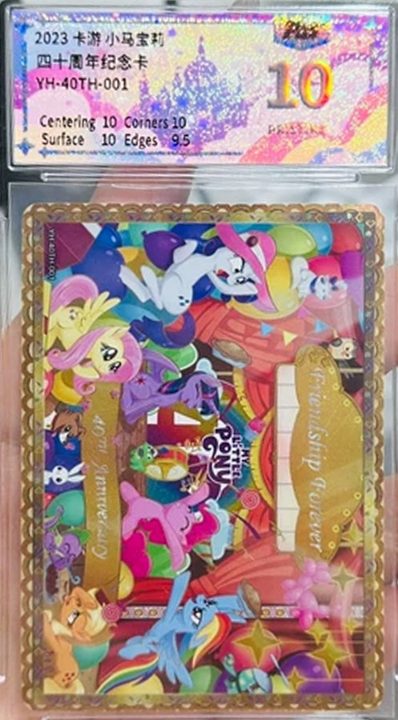 2023 卡游 小马宝莉
四十周年纪念卡
YH-40TH-001
Centering 10 Corners 10
Surface 10 Edges 9.5
10
PRISTINE
YH-40TH-001
Friendship Forever
MY
LITTLE
PONY
40TH Anniversary